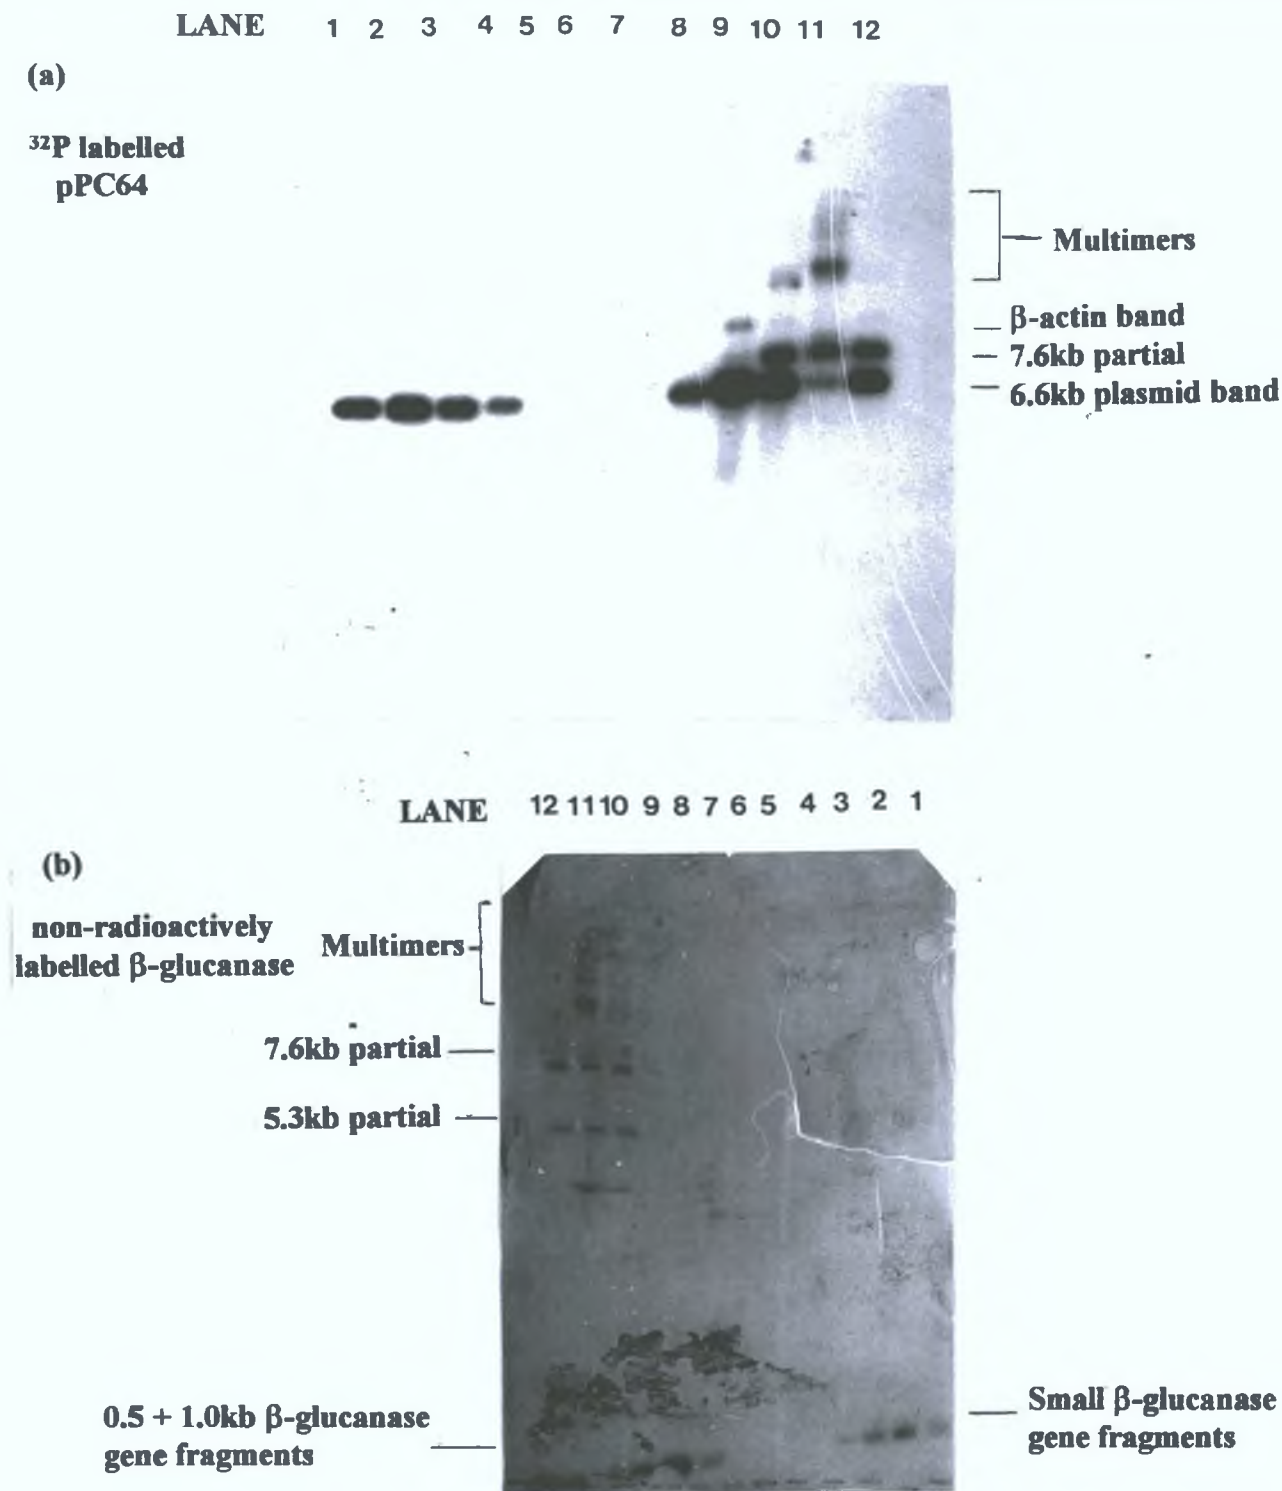 LANE 1 2 3 4 5 6 7 8 9 10 11 12
(a)
³²P labelled
pPC64
Multimers
β-actin band
7.6kb partial
6.6kb plasmid band
LANE 12 11 10 9 8 7 6 5 4 3 2 1
(b)
non-radioactively
labelled β-glucanase
Multimers
7.6kb partial
5.3kb partial
0.5 + 1.0kb β-glucanase
gene fragments
Small β-glucanase
gene fragments